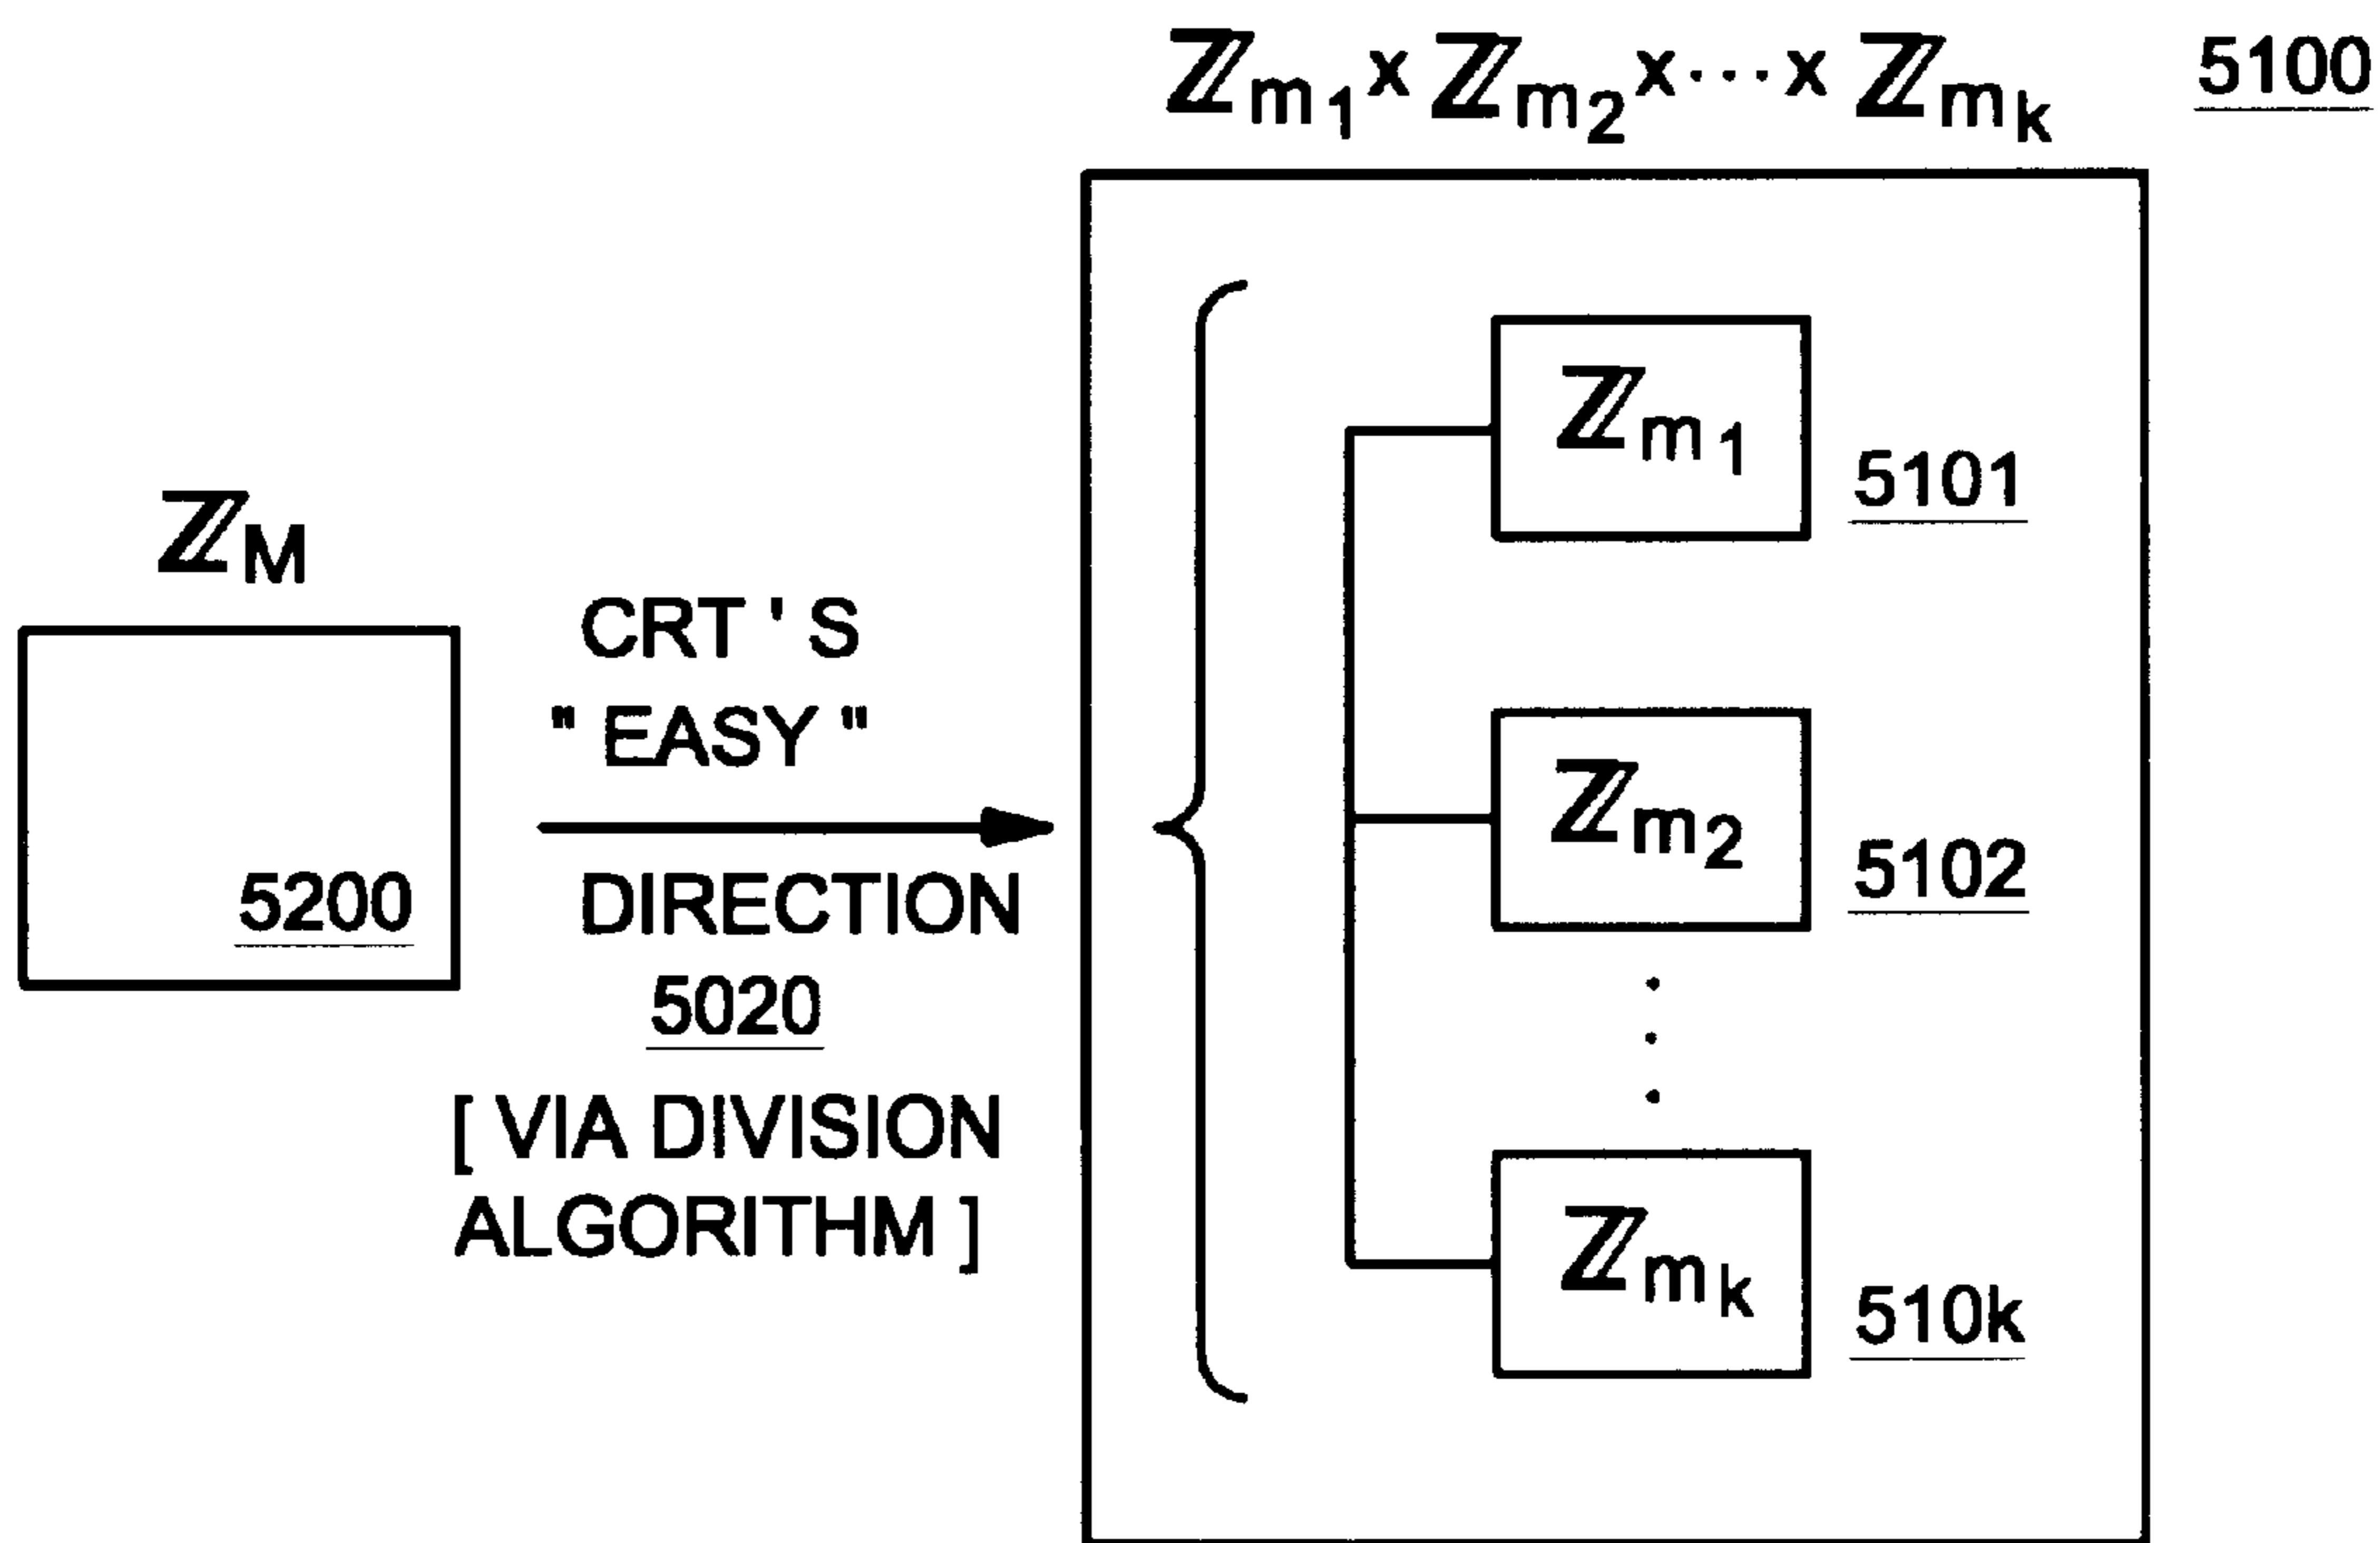 ℤm1 x ℤm2 x ··· x ℤmk 5100
ℤM
5200
CRT ' S
" EASY "
DIRECTION
5020
[ VIA DIVISION
ALGORITHM ]
ℤm1
5101
ℤm2
5102
ℤmk
510k